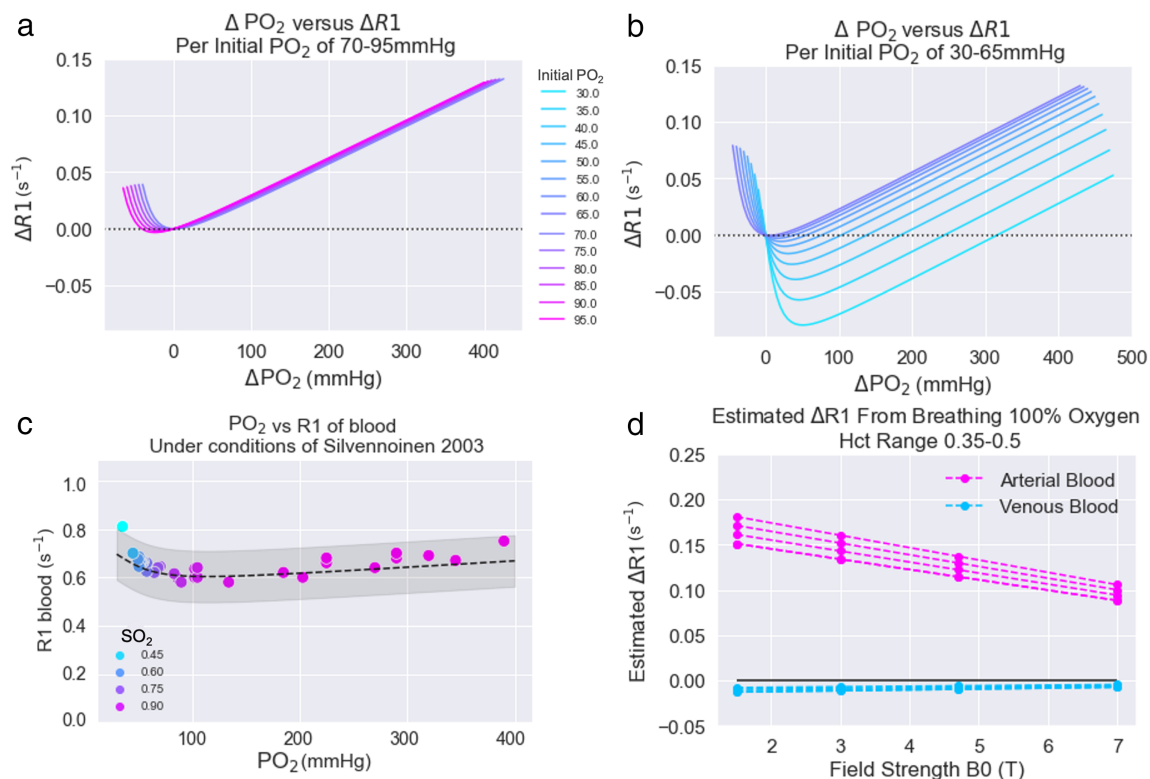 a
Δ PO₂ versus ΔR1
Per Initial PO₂ of 70-95mmHg
0.15
0.10
0.05
0.00
−0.05
ΔR1 (s⁻¹)
0
100
200
300
400
ΔPO₂ (mmHg)
Initial PO₂
30.0
35.0
40.0
45.0
50.0
55.0
60.0
65.0
70.0
75.0
80.0
85.0
90.0
95.0
b
Δ PO₂ versus ΔR1
Per Initial PO₂ of 30-65mmHg
0.15
0.10
0.05
0.00
−0.05
ΔR1 (s⁻¹)
0
100
200
300
400
500
ΔPO₂ (mmHg)
c
PO₂ vs R1 of blood
Under conditions of Silvennoinen 2003
1.0
0.8
0.6
0.4
0.2
0.0
R1 blood (s⁻¹)
SO₂
0.45
0.60
0.75
0.90
100
200
300
400
PO₂ (mmHg)
d
Estimated ΔR1 From Breathing 100% Oxygen
Hct Range 0.35-0.5
0.25
0.20
0.15
0.10
0.05
0.00
−0.05
Estimated ΔR1 (s⁻¹)
Arterial Blood
Venous Blood
2
3
4
5
6
7
Field Strength B0 (T)